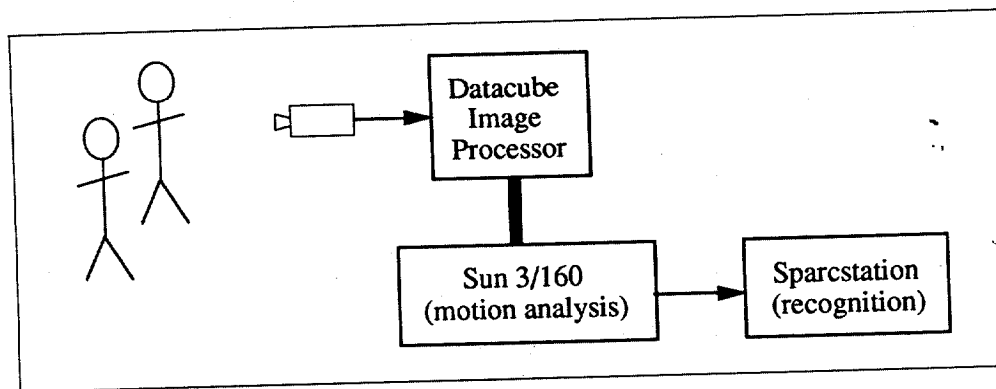 Datacube
Image
Processor
Sun 3/160
(motion analysis)
Sparcstation
(recognition)